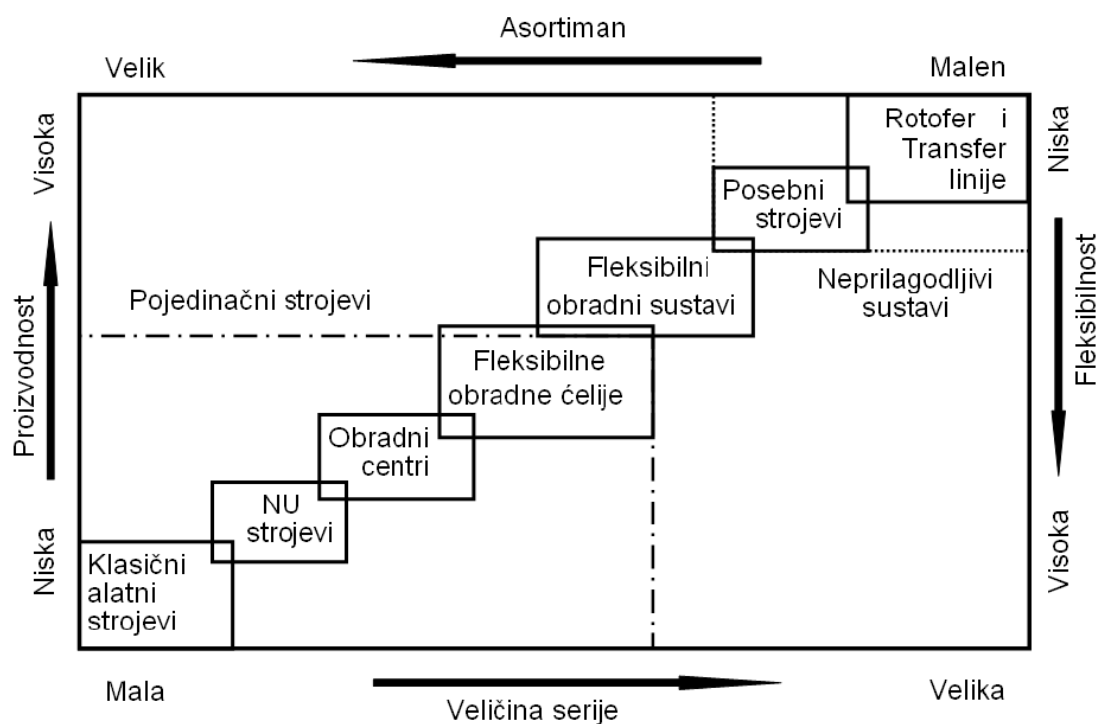 Asortiman
Velik
Malen
Visoka
Proizvodnost
Niska
Niska
Fleksibilnost
Visoka
Rotofer i
Transfer
linije
Posebni
strojevi
Neprilagodljivi
sustavi
Fleksibilni
obradni sustavi
Pojedinačni strojevi
Fleksibilne
obradne ćelije
Obradni
centri
NU
strojevi
Klasični
alatni
strojevi
Mala
Velika
Veličina serije